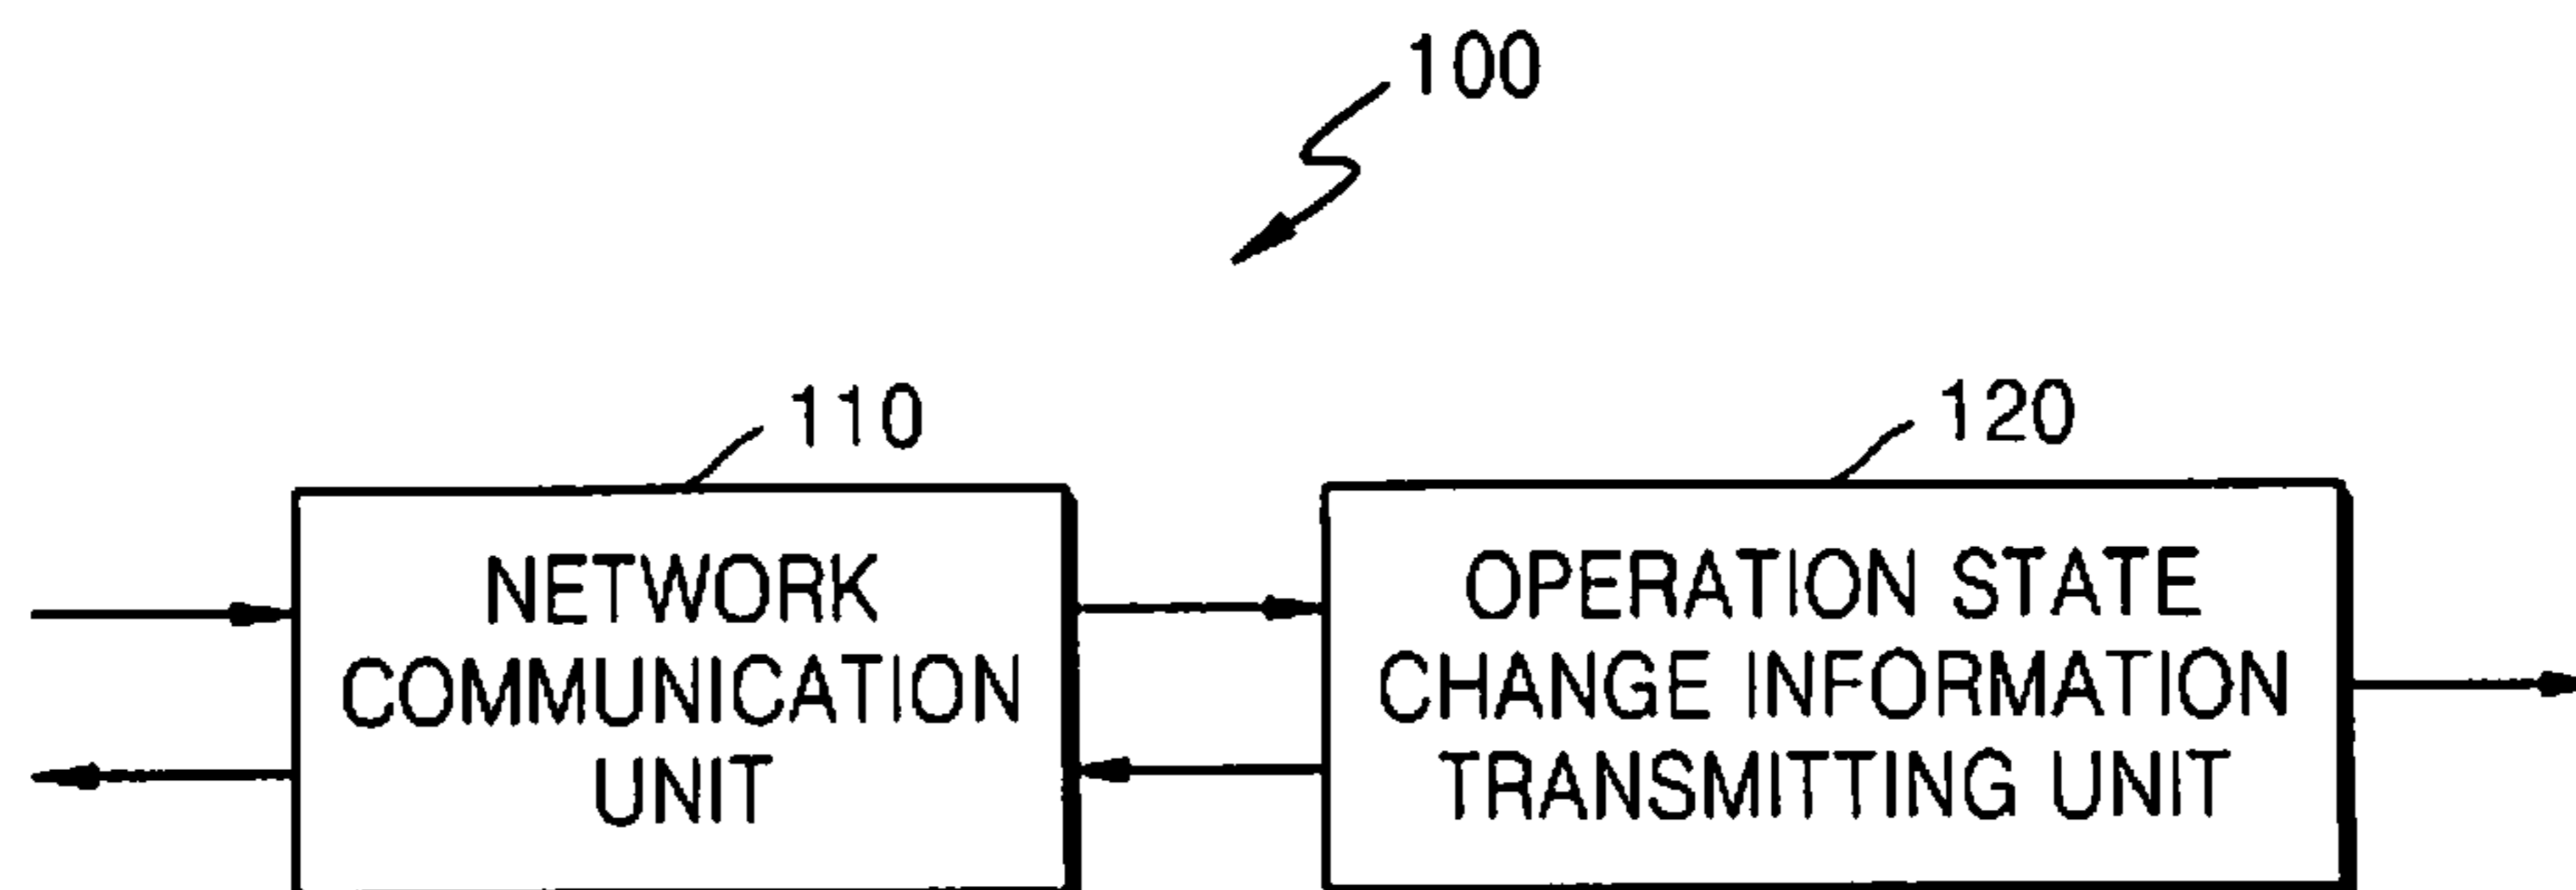 100
110
120
NETWORK
COMMUNICATION
UNIT
OPERATION STATE
CHANGE INFORMATION
TRANSMITTING UNIT